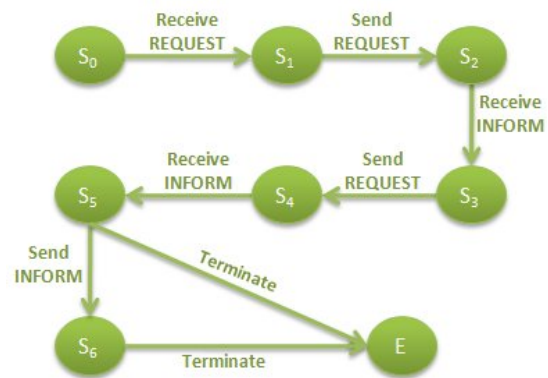 Receive
REQUEST
Send
REQUEST
S0
S1
S2
Receive
INFORM
Receive
INFORM
Send
REQUEST
S5
S4
S3
Send
INFORM
Terminate
S6
E
Terminate